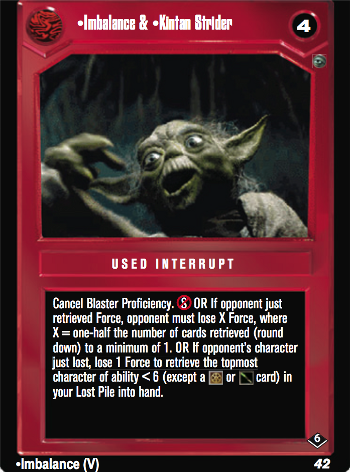 •Imbalance & •Kintan Strider
4
USED INTERRUPT
Cancel Blaster Proficiency. S OR If opponent just
retrieved Force, opponent must lose X Force, where
X = one-half the number of cards retrieved (round
down) to a minimum of 1. OR If opponent's character
just lost, lose 1 Force to retrieve the topmost
character of ability < 6 (except a or card) in
your Lost Pile into hand.
6
•Imbalance (V) 42